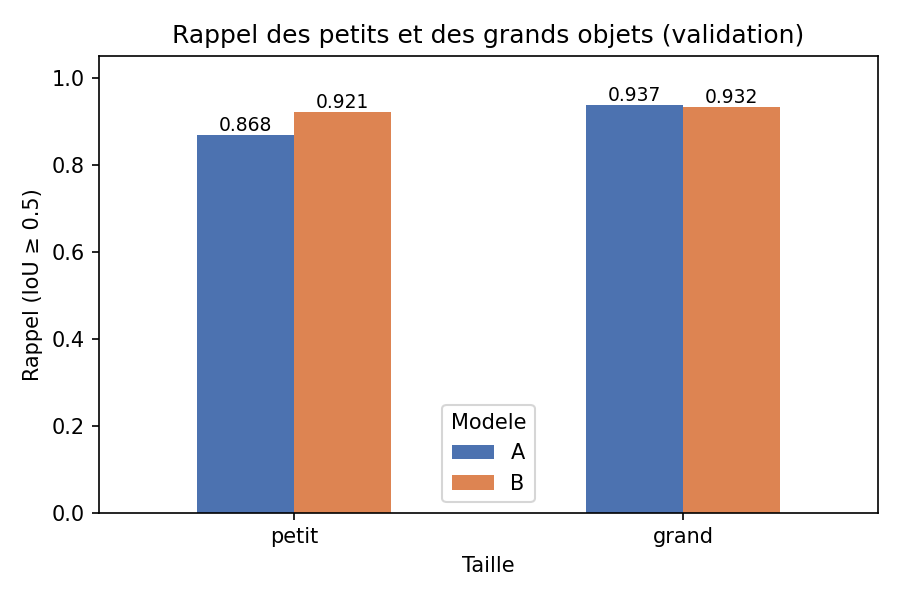 Rappel des petits et des grands objets (validation)
Rappel (IoU ≥ 0.5)
1.0
0.8
0.6
0.4
0.2
0.0
0.868
0.921
0.937
0.932
Modele
A
B
petit
grand
Taille